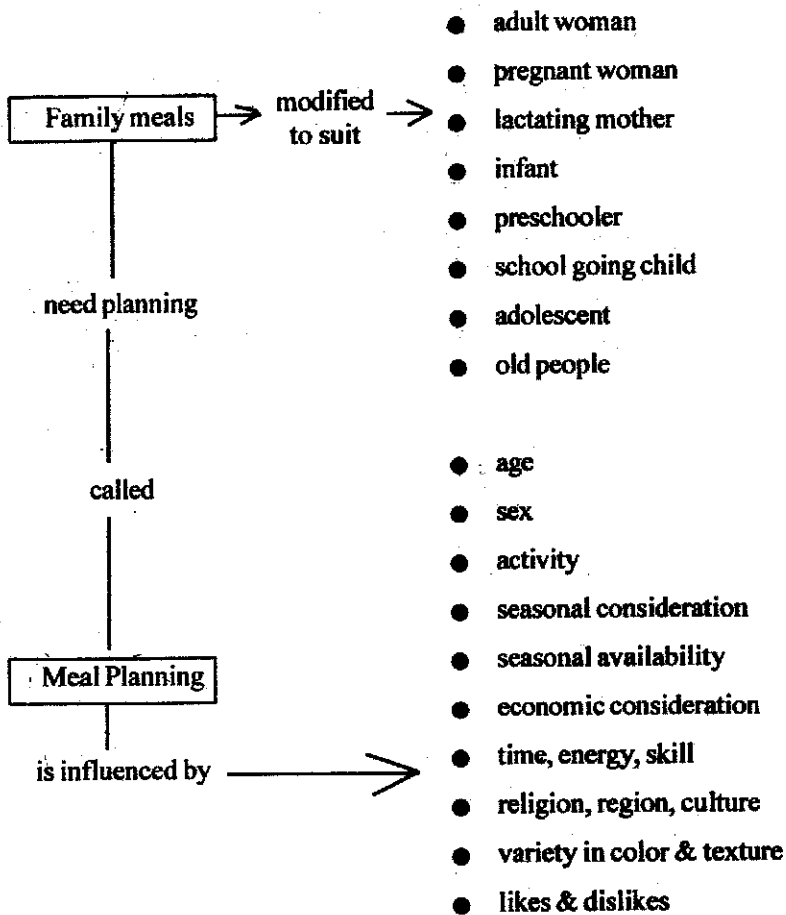 Family meals
modified
to suit
adult woman
pregnant woman
lactating mother
infant
preschooler
school going child
adolescent
old people
need planning
called
Meal Planning
is influenced by
age
sex
activity
seasonal consideration
seasonal availability
economic consideration
time, energy, skill
religion, region, culture
variety in color & texture
likes & dislikes